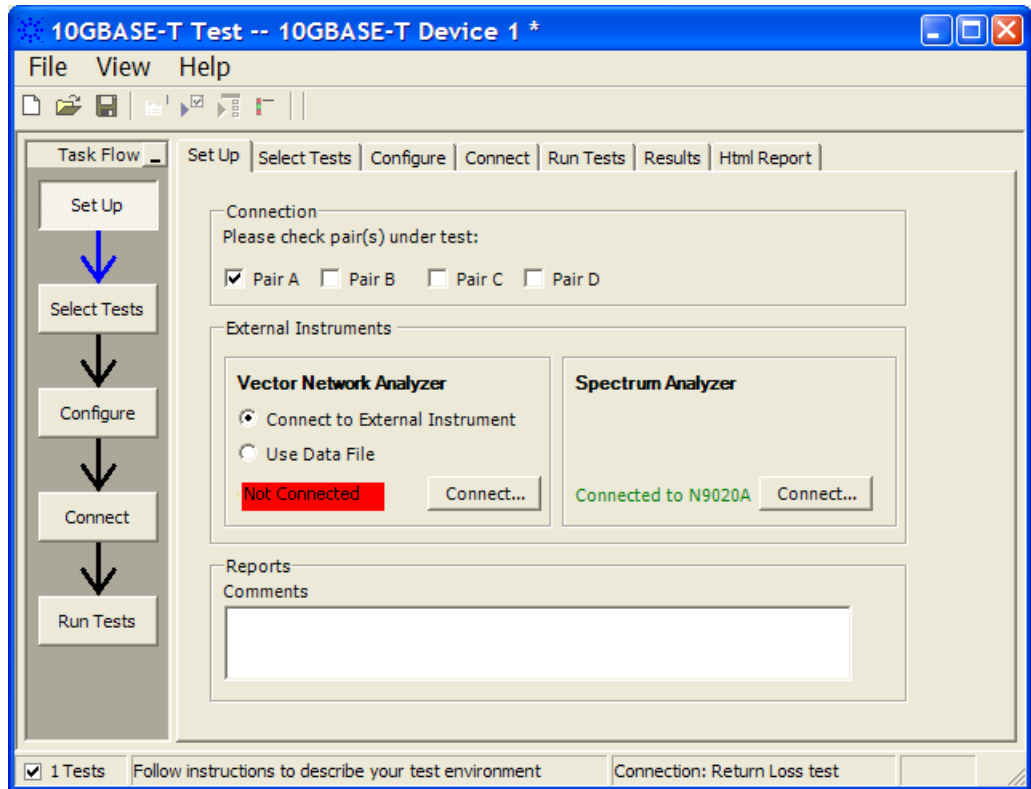 10GBASE-T Test -- 10GBASE-T Device 1 *
File View Help
Task Flow
Set Up
Select Tests
Configure
Connect
Run Tests
Set Up Select Tests Configure Connect Run Tests Results Html Report
Connection
Please check pair(s) under test:
Pair A Pair B Pair C Pair D
External Instruments
Vector Network Analyzer
Connect to External Instrument
Use Data File
Not Connected Connect...
Spectrum Analyzer
Connected to N9020A Connect...
Reports
Comments
1 Tests Follow instructions to describe your test environment Connection: Return Loss test